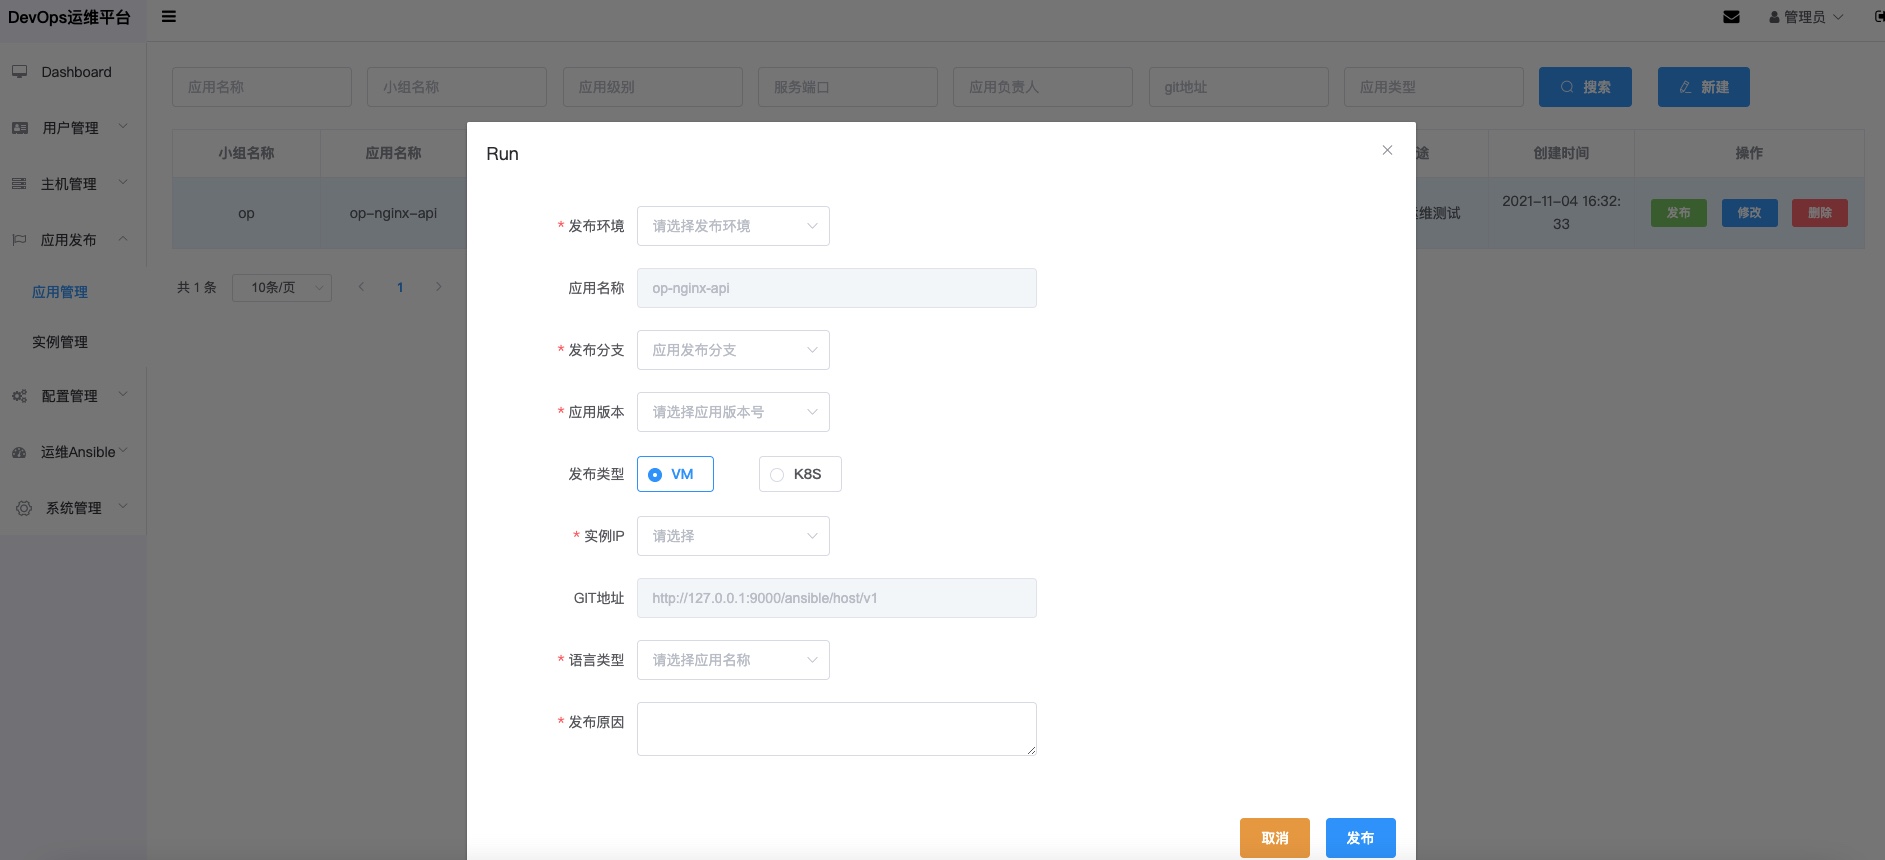 DevOps运维平台
管理员
Dashboard
用户管理
主机管理
应用发布
应用管理
实例管理
配置管理
运维Ansible
系统管理
应用名称
小组名称
应用级别
服务端口
应用负责人
git地址
应用类型
搜索
新建
小组名称
应用名称
途
创建时间
操作
op
op-nginx-api
维测试
2021-11-04 16:32:
33
发布
修改
删除
共 1 条
10条/页
1
Run
* 发布环境
请选择发布环境
应用名称
op-nginx-api
* 发布分支
应用发布分支
* 应用版本
请选择应用版本号
发布类型
VM
K8S
* 实例IP
请选择
GIT地址
http://127.0.0.1:9000/ansible/host/v1
* 语言类型
请选择应用名称
* 发布原因
取消
发布